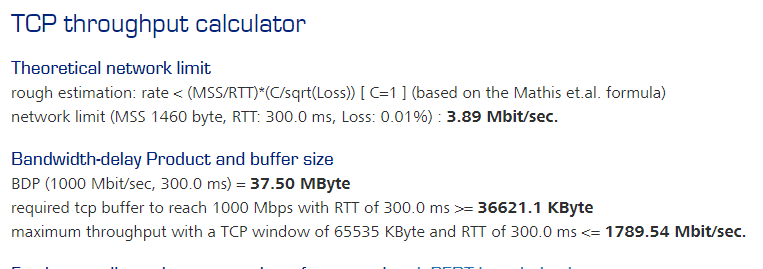 TCP throughput calculator
Theoretical network limit
rough estimation: rate < (MSS/RTT)*(C/sqrt(Loss)) [ C=1 ] (based on the Mathis et.al. formula)
network limit (MSS 1460 byte, RTT: 300.0 ms, Loss: 0.01%) : 3.89 Mbit/sec.
Bandwidth-delay Product and buffer size
BDP (1000 Mbit/sec, 300.0 ms) = 37.50 MByte
required tcp buffer to reach 1000 Mbps with RTT of 300.0 ms >= 36621.1 KByte
maximum throughput with a TCP window of 65535 KByte and RTT of 300.0 ms <= 1789.54 Mbit/sec.